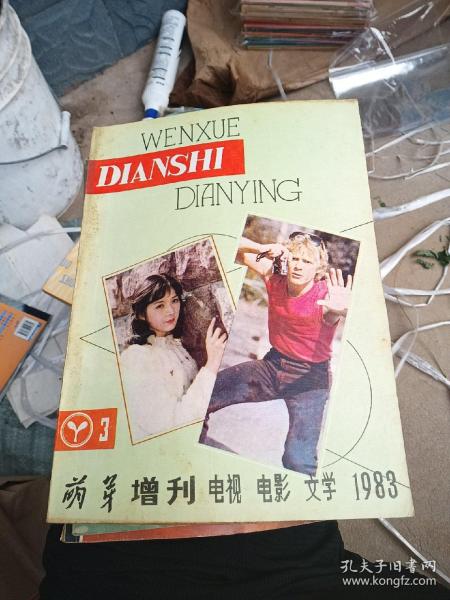 WENXUE
DIANSHI
DIANYING
3
萌芽 增刊 电视 电影 文学 1983
孔夫子旧书网
www.kongfz.com